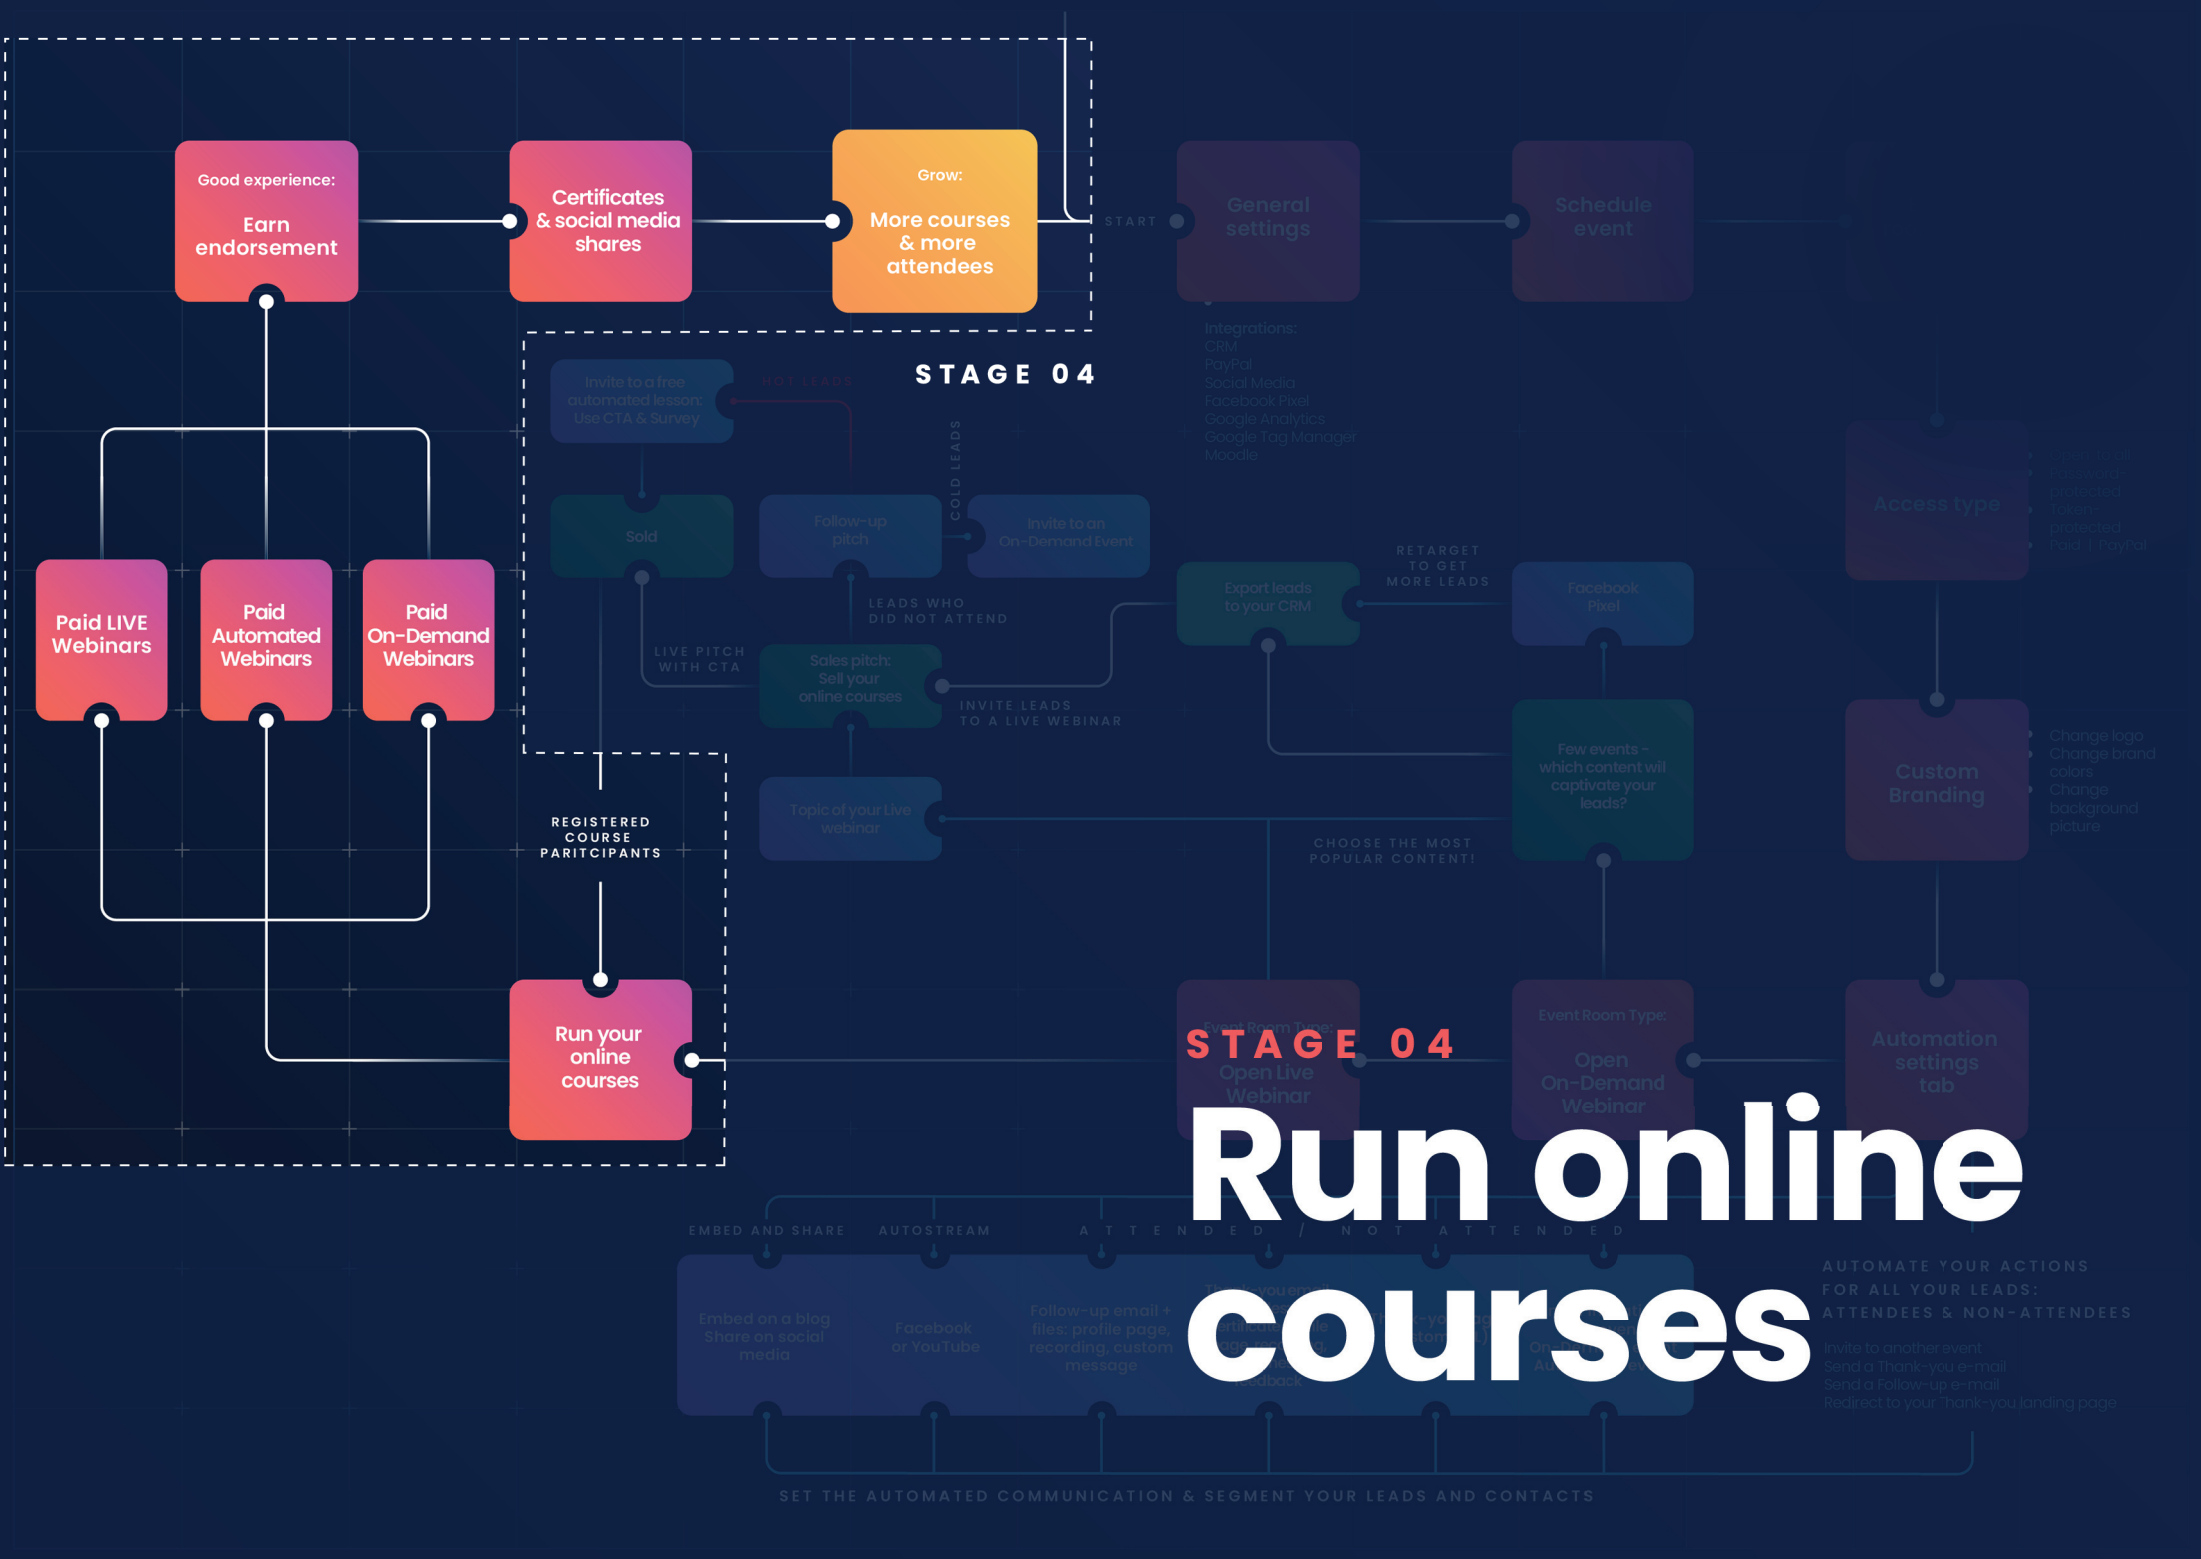 Good experience:
Earn
endorsement
Certificates
& social media
shares
Grow:
More courses
& more
attendees
START
General
settings
Schedule
event
Integrations:
CRM
PayPal
Social Media
Facebook Pixel
Google Analytics
Google Tag Manager
Moodle
STAGE 04
Invite to a free
automated lesson:
Use CTA & Survey
HOT LEADS
COLD LEADS
Sold
Follow-up
pitch
Invite to an
On-Demand Event
LEADS WHO
DID NOT ATTEND
Access type
Password-
protected
Token-
protected
Paid | PayPal
RETARGET
TO GET
MORE LEADS
Export leads
to your CRM
Facebook
Pixel
Paid LIVE
Webinars
Paid
Automated
Webinars
Paid
On-Demand
Webinars
LIVE PITCH
WITH CTA
Sales pitch:
Sell your
online courses
INVITE LEADS
TO A LIVE WEBINAR
Few events -
which content will
captivate your
leads?
Custom
Branding
Change logo
Change brand
colors
Change
background
picture
Topic of your Live
webinar
CHOOSE THE MOST
POPULAR CONTENT!
REGISTERED
COURSE
PARITCIPANTS
Run your
online
courses
Event Room Type:
Open Live
Webinar
Event Room Type:
Open
On-Demand
Webinar
Automation
settings
tab
STAGE 04
Run online
courses
EMBED AND SHARE
AUTOSTREAM
ATTENDED / NOT ATTENDED
Embed on a blog
Share on social
media
Facebook
or YouTube
Follow-up email +
files: profile page,
recording, custom
message
AUTOMATE YOUR ACTIONS
FOR ALL YOUR LEADS:
ATTENDEES & NON-ATTENDEES
Invite to another event
Send a Thank-you e-mail
Send a Follow-up e-mail
Redirect to your Thank-you landing page
SET THE AUTOMATED COMMUNICATION & SEGMENT YOUR LEADS AND CONTACTS